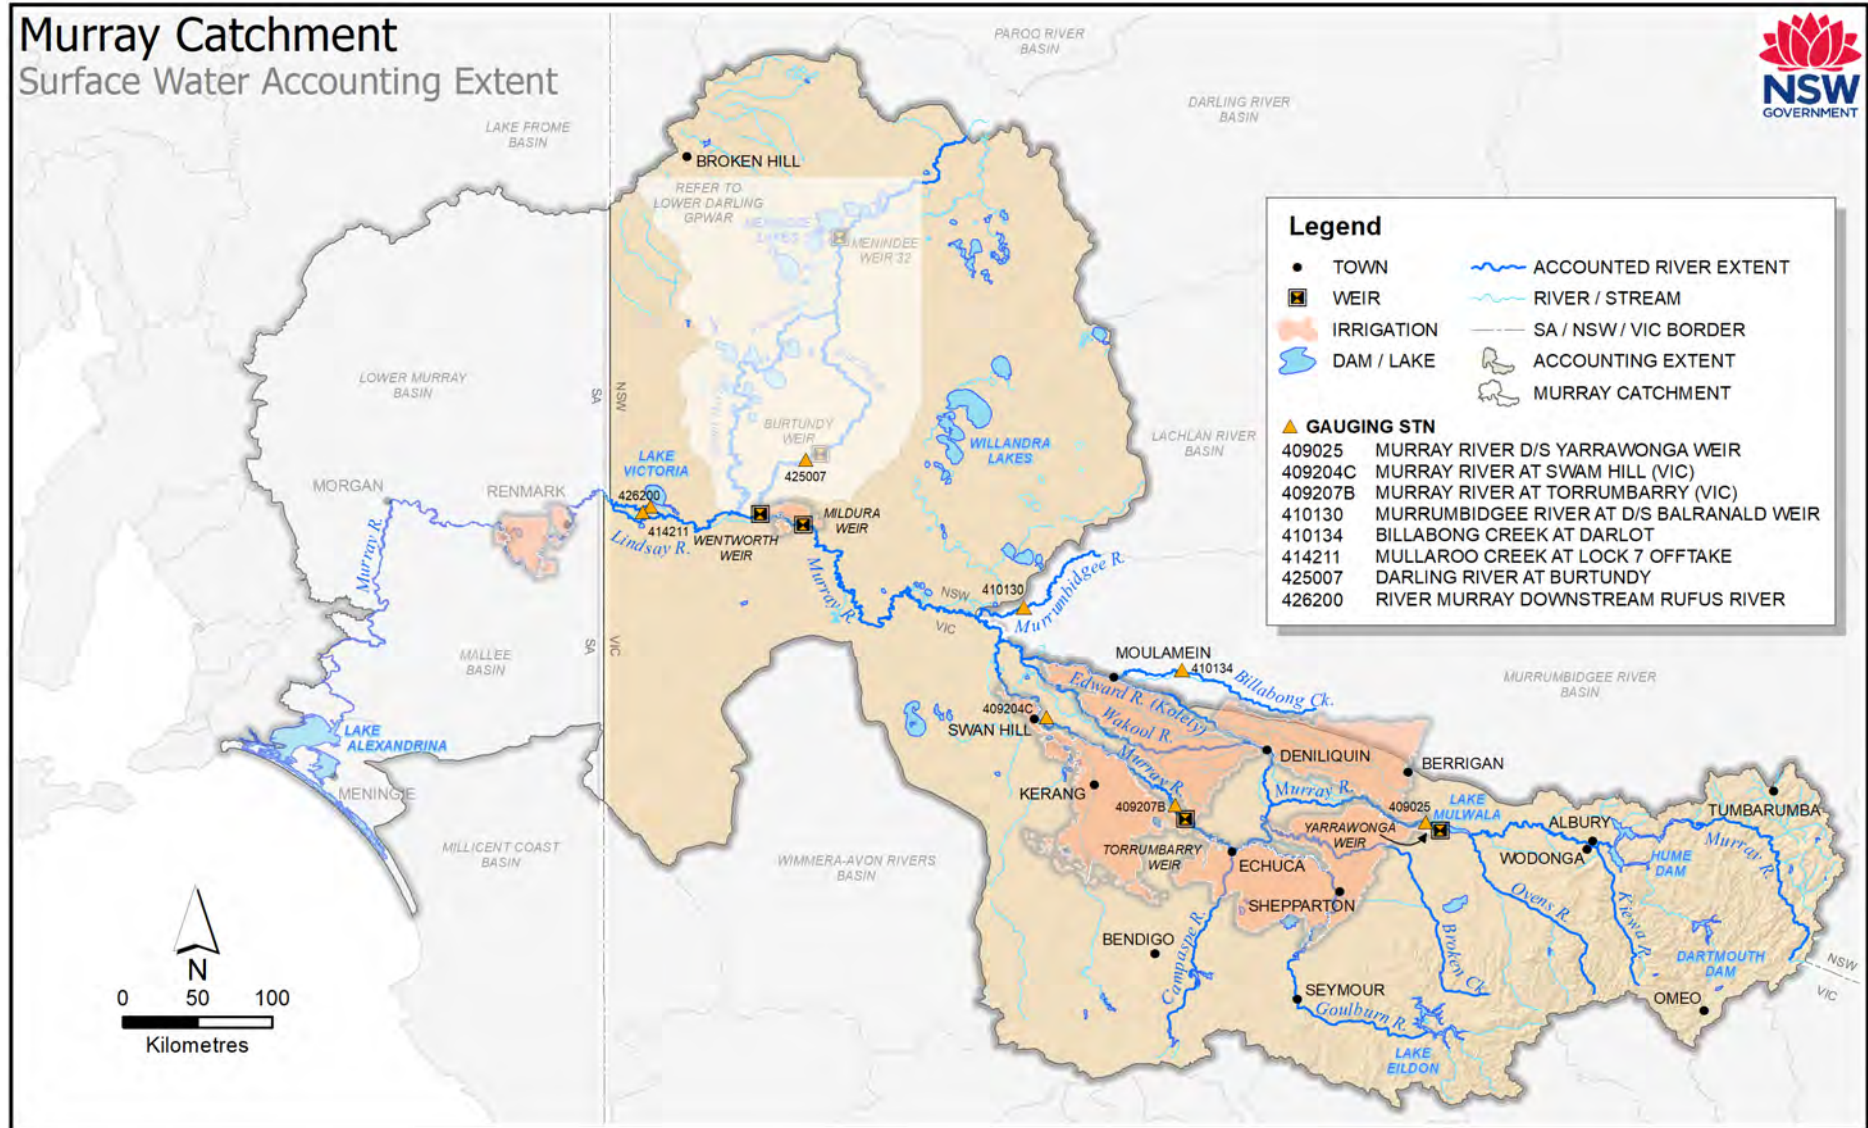 Murray Catchment
Surface Water Accounting Extent
NSW
GOVERNMENT
PAROO RIVER
BASIN
DARLING RIVER
BASIN
LAKE FROME
BASIN
BROKEN HILL
REFER TO
LOWER DARLING
GPWAR
MENINDEE
LAKES
MENINDEE
WEIR 32
LOWER MURRAY
BASIN
SA
NSW
BURTUNDY
WEIR
425007
WILLANDRA
LAKES
LACHLAN RIVER
BASIN
LAKE
VICTORIA
MORGAN
RENMARK
426200
414211
Lindsay R.
WENTWORTH
WEIR
MILDURA
WEIR
Murray R.
Murray R.
410130
Murrumbidgee R.
NSW
VIC
SA
VIC
MALLEE
BASIN
MOULAMEIN
410134
Billabong Ck.
MURRUMBIDGEE RIVER
BASIN
Edward R. (Kolety)
Wakool R.
409204C
SWAN HILL
LAKE
ALEXANDRINA
MENINGIE
Murray R.
DENILIQUIN
BERRIGAN
KERANG
409207B
Murray R.
409025
LAKE
MULWALA
YARRAWONGA
WEIR
ALBURY
WODONGA
TUMBARUMBA
Murray R.
HUME
DAM
MILLICENT COAST
BASIN
WIMMERA-AVON RIVERS
BASIN
TORRUMBARRY
WEIR
ECHUCA
SHEPPARTON
Ovens R.
Kiewa R.
BENDIGO
Campaspe R.
Broken Ck.
DARTMOUTH
DAM
NSW
VIC
SEYMOUR
Goulburn R.
OMEO
LAKE
EILDON
N
0 50 100
Kilometres
Legend
TOWN
WEIR
IRRIGATION
DAM / LAKE
ACCOUNTED RIVER EXTENT
RIVER / STREAM
SA / NSW / VIC BORDER
ACCOUNTING EXTENT
MURRAY CATCHMENT
GAUGING STN
409025 MURRAY RIVER D/S YARRAWONGA WEIR
409204C MURRAY RIVER AT SWAM HILL (VIC)
409207B MURRAY RIVER AT TORRUMBARRY (VIC)
410130 MURRUMBIDGEE RIVER AT D/S BALRANALD WEIR
410134 BILLABONG CREEK AT DARLOT
414211 MULLAROO CREEK AT LOCK 7 OFFTAKE
425007 DARLING RIVER AT BURTUNDY
426200 RIVER MURRAY DOWNSTREAM RUFUS RIVER